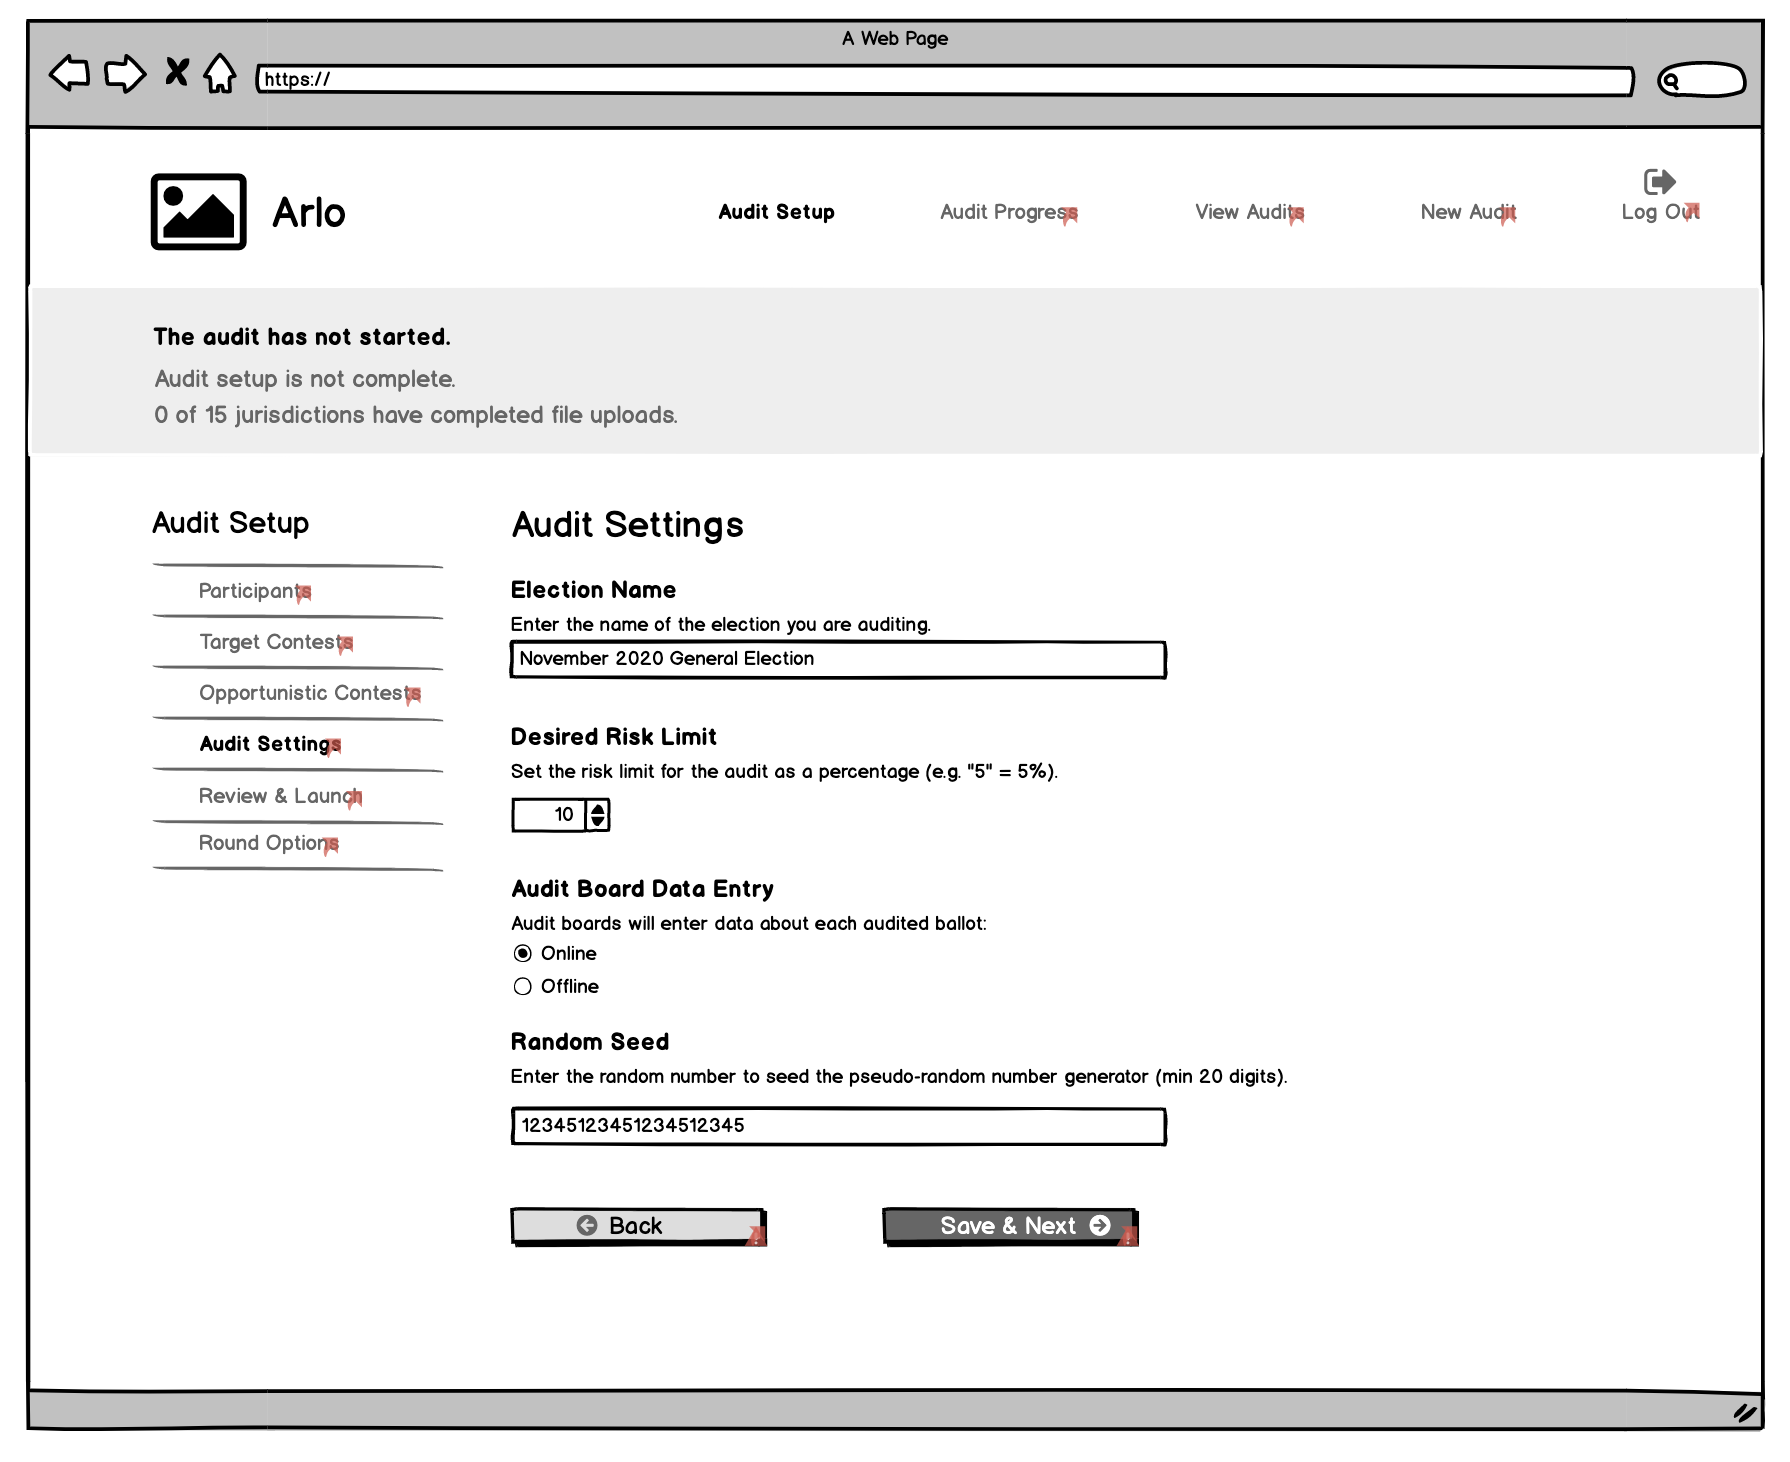 A Web Page
https://
Arlo
Audit Setup
Audit Progress
View Audits
New Audit
Log Out
The audit has not started.
Audit setup is not complete.
0 of 15 jurisdictions have completed file uploads.
Audit Setup
Participants
Target Contests
Opportunistic Contests
Audit Settings
Review & Launch
Round Options
Audit Settings
Election Name
Enter the name of the election you are auditing.
November 2020 General Election
Desired Risk Limit
Set the risk limit for the audit as a percentage (e.g. "5" = 5%).
10
Audit Board Data Entry
Audit boards will enter data about each audited ballot:
Online
Offline
Random Seed
Enter the random number to seed the pseudo-random number generator (min 20 digits).
12345123451234512345
Back
Save & Next